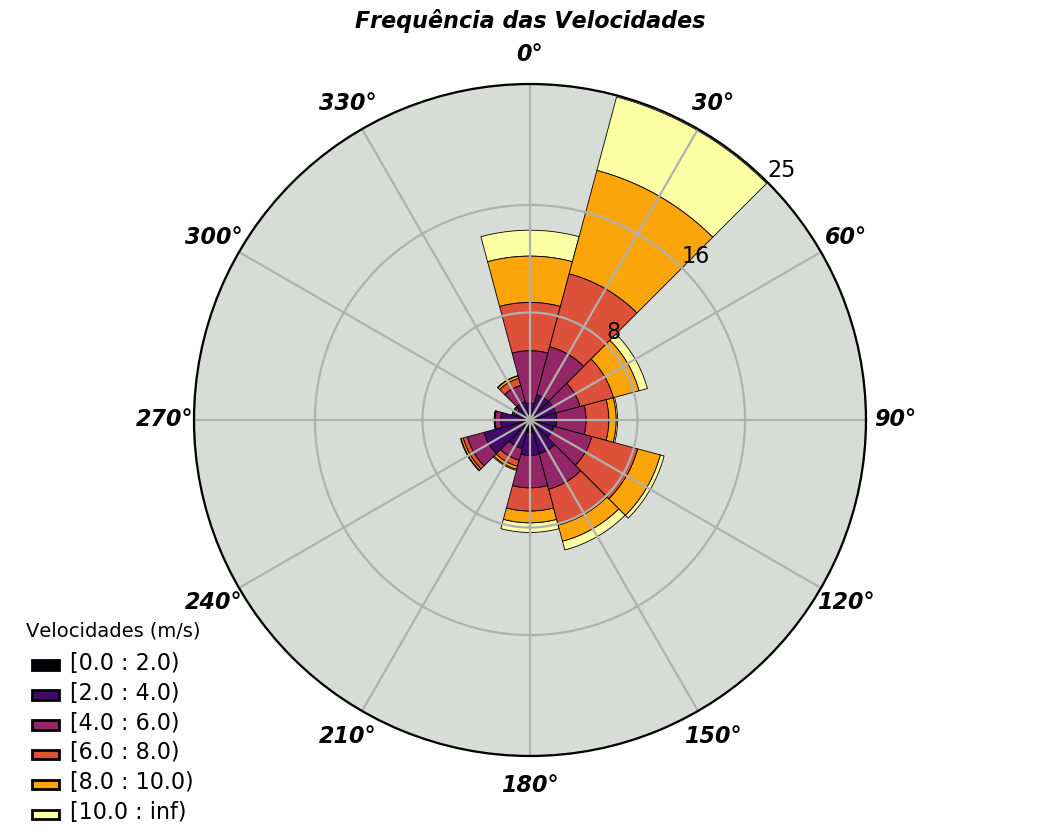 Frequência das Velocidades
0°
330°
30°
25
300°
60°
16
8
270°
90°
240°
120°
210°
150°
180°
Velocidades (m/s)
[0.0 : 2.0)
[2.0 : 4.0)
[4.0 : 6.0)
[6.0 : 8.0)
[8.0 : 10.0)
[10.0 : inf)